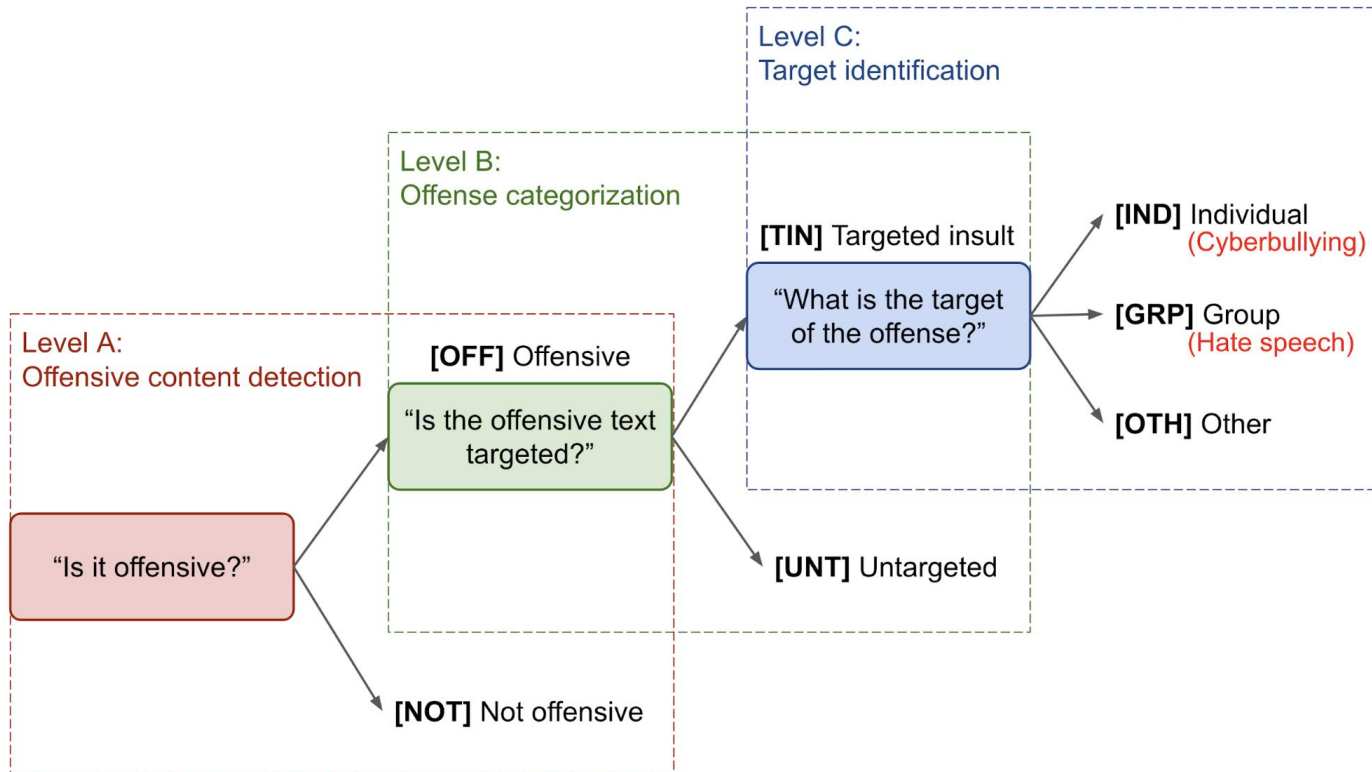 Level C:
Target identification
Level B:
Offense categorization
[TIN] Targeted insult
“What is the target
of the offense?”
[IND] Individual
(Cyberbullying)
[GRP] Group
(Hate speech)
[OTH] Other
Level A:
Offensive content detection
[OFF] Offensive
“Is the offensive text
targeted?”
[UNT] Untargeted
“Is it offensive?”
[NOT] Not offensive